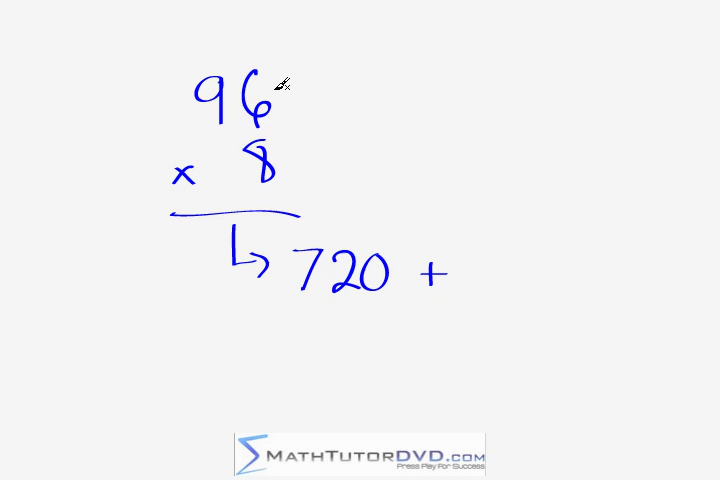 96
x 8
↳ 720 +
MATHTUTORDVD.COM
Press Play For Success